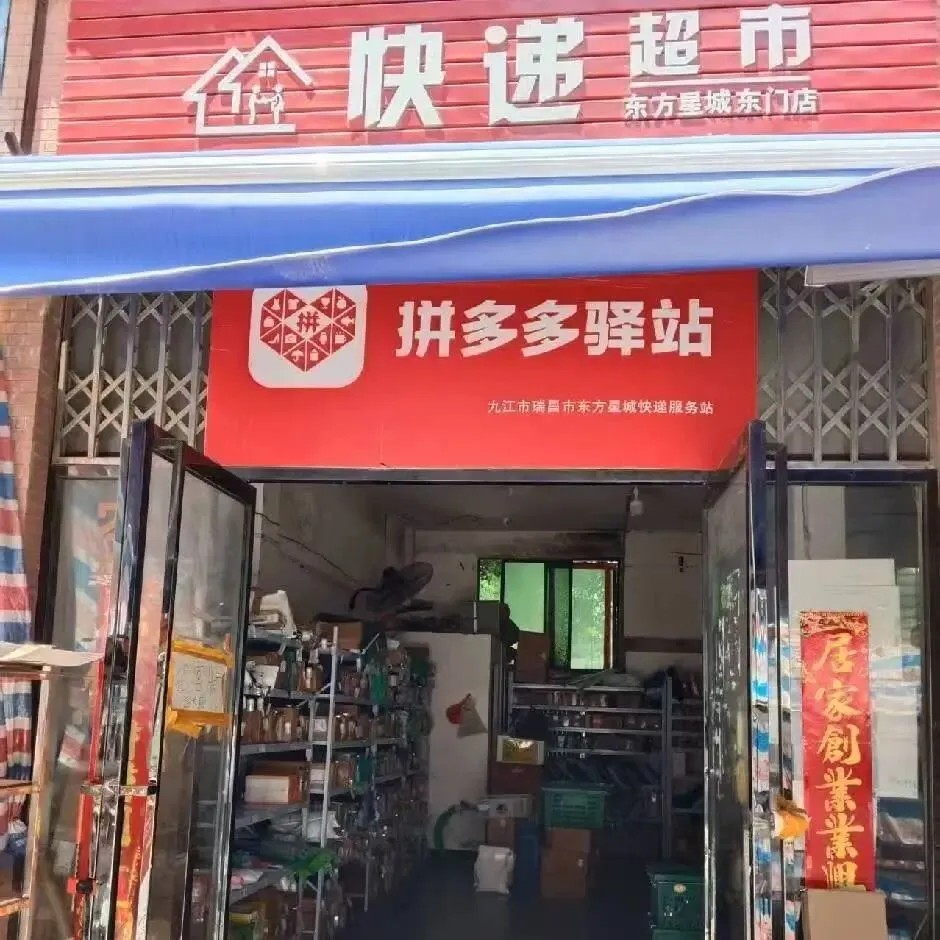 快递超市
东方星城东门店
拼
拼多多驿站
九江市瑞昌市东方星城快递服务站
居家創業業興